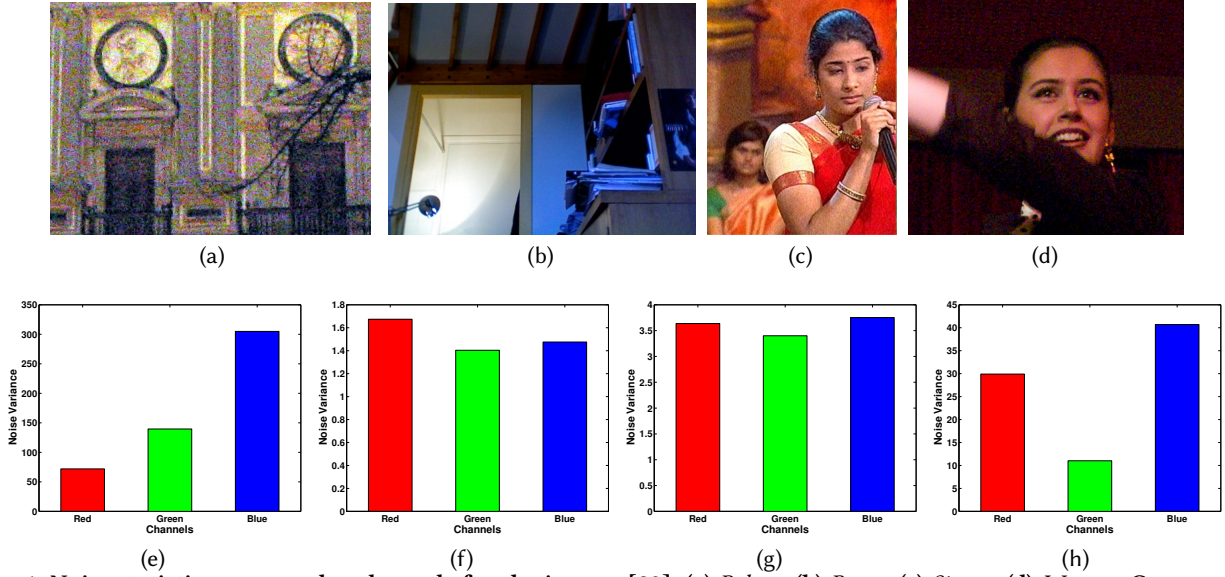 (a)
(b)
(c)
(d)
350
300
250
200
150
100
50
0
Noise Variance
Red
Green
Blue
Channels
1.8
1.6
1.4
1.2
1
0.8
0.6
0.4
0.2
0
Noise Variance
Red
Green
Blue
Channels
4
3.5
3
2.5
2
1.5
1
0.5
0
Noise Variance
Red
Green
Blue
Channels
45
40
35
30
25
20
15
10
5
0
Noise Variance
Red
Green
Blue
Channels
(e)
(f)
(g)
(h)